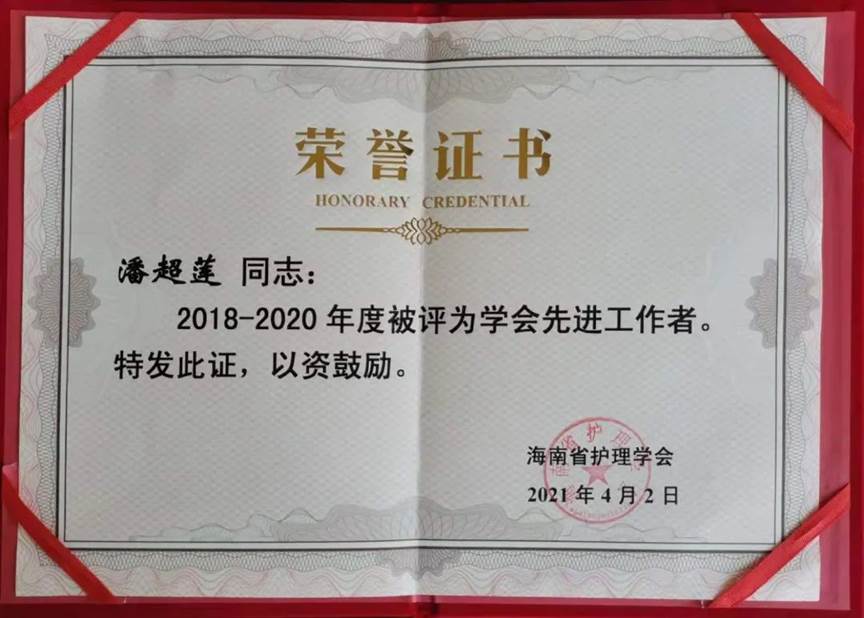 荣誉证书
HONORARY CREDENTIAL
潘超莲 同志：
2018-2020 年度被评为学会先进工作者。
特发此证，以资鼓励。
海南省护理学会
2021 年 4 月 2 日